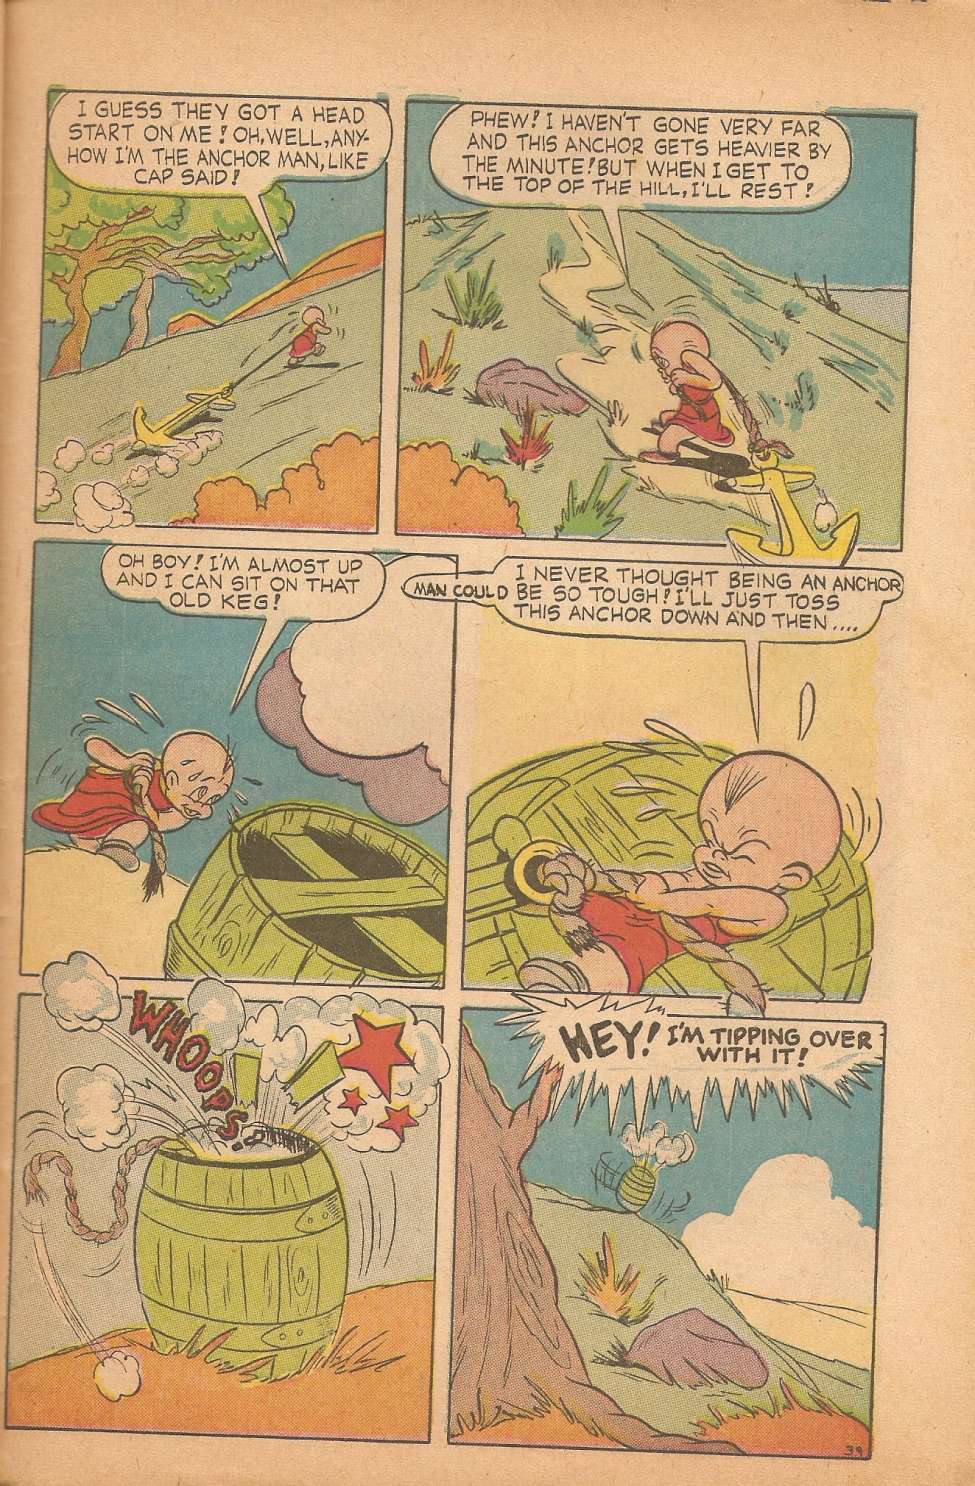 I GUESS THEY GOT A HEAD
START ON ME! OH, WELL, ANY-
HOW I'M THE ANCHOR MAN, LIKE
CAP SAID!
PHEW! I HAVEN'T GONE VERY FAR
AND THIS ANCHOR GETS HEAVIER BY
THE MINUTE! BUT WHEN I GET TO
THE TOP OF THE HILL, I'LL REST!
OH BOY! I'M ALMOST UP
AND I CAN SIT ON THAT
OLD KEG!
I NEVER THOUGHT BEING AN ANCHOR
MAN COULD BE SO TOUGH! I'LL JUST TOSS
THIS ANCHOR DOWN AND THEN....
WHOOPS!
HEY! I'M TIPPING OVER
WITH IT!
39